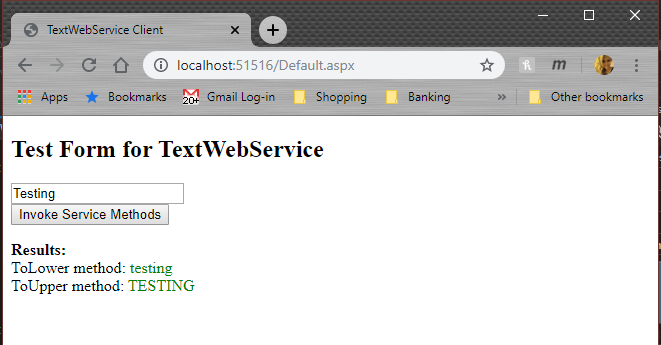 TextWebService Client
localhost:51516/Default.aspx
m
Apps Bookmarks 20+ Gmail Log-in Shopping Banking » Other bookmarks
Test Form for TextWebService
Testing
Invoke Service Methods
Results:
ToLower method: testing
ToUpper method: TESTING